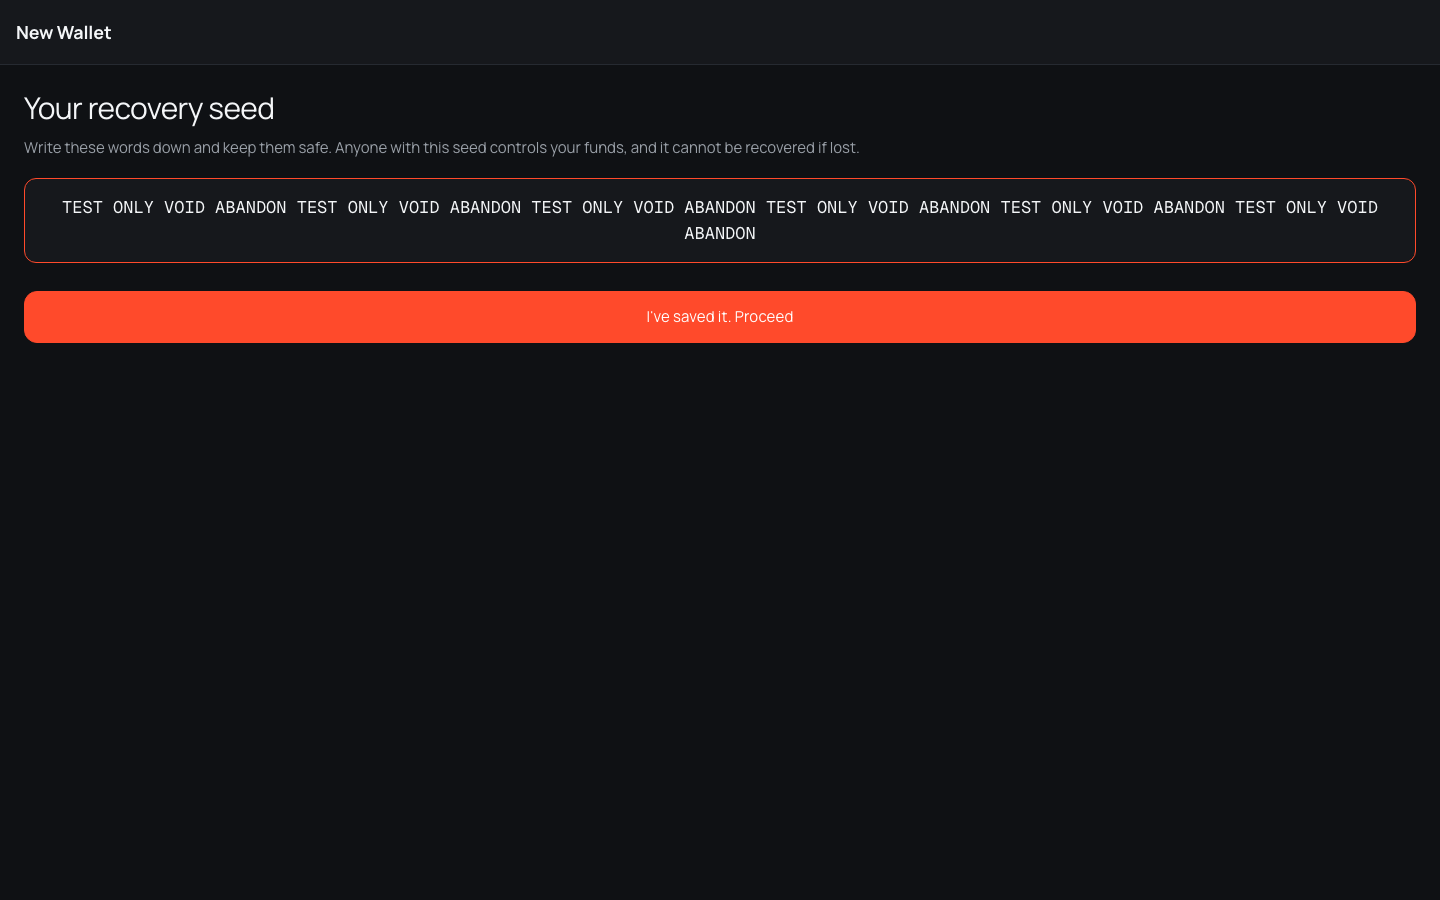 New Wallet
Your recovery seed
Write these words down and keep them safe. Anyone with this seed controls your funds, and it cannot be recovered if lost.
TEST ONLY VOID ABANDON TEST ONLY VOID ABANDON TEST ONLY VOID ABANDON TEST ONLY VOID ABANDON TEST ONLY VOID ABANDON TEST ONLY VOID
ABANDON
I've saved it. Proceed